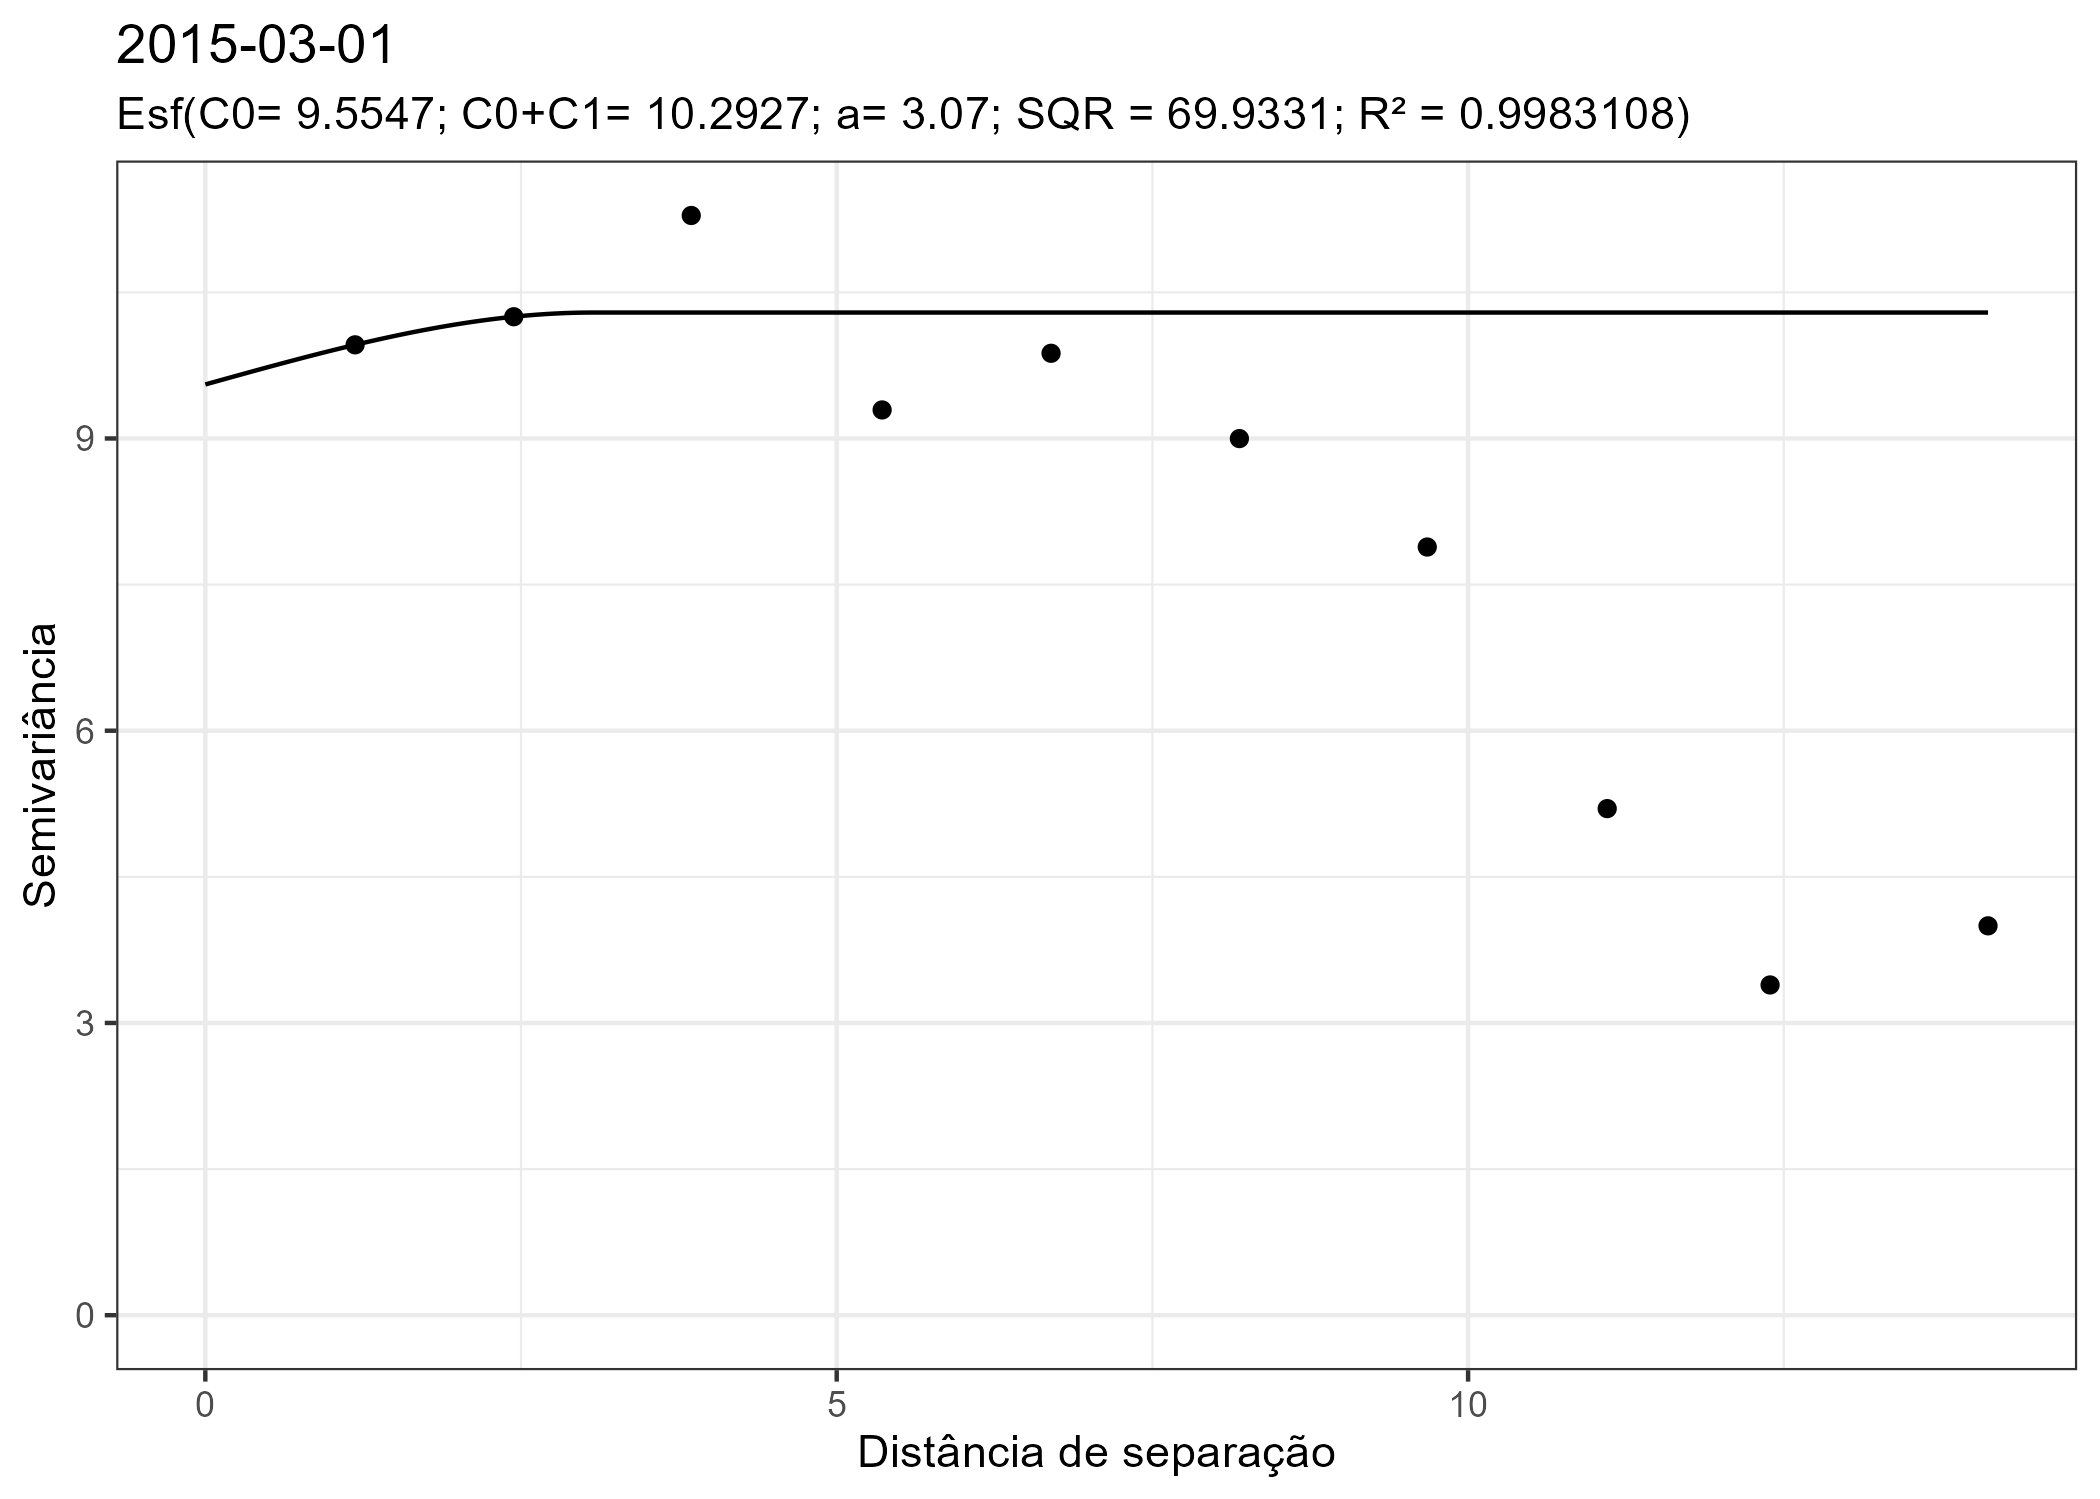 2015-03-01
Esf(C0= 9.5547; C0+C1= 10.2927; a= 3.07; SQR = 69.9331; R² = 0.9983108)
Semivariância
9
6
3
0
0 5 10
Distância de separação